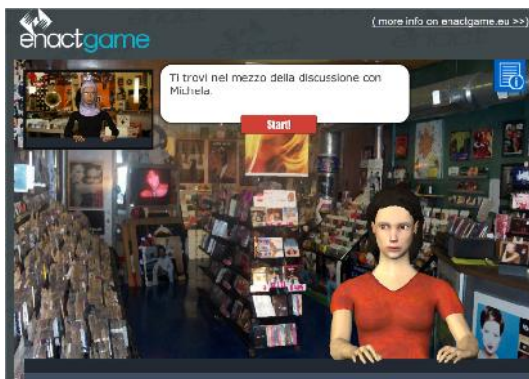 enactgame
( more info on enactgame.eu >>)
Ti trovi nel mezzo della discussione con
Michela.
Start!